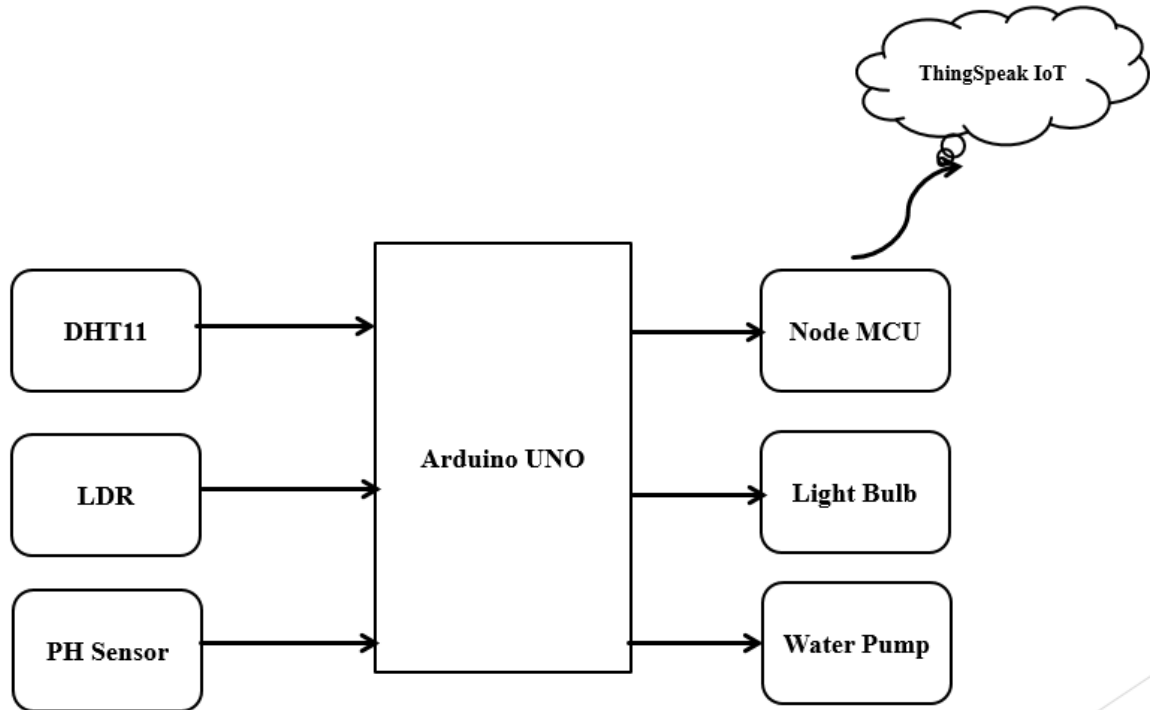 ThingSpeak IoT
DHT11
Node MCU
Arduino UNO
LDR
Light Bulb
PH Sensor
Water Pump